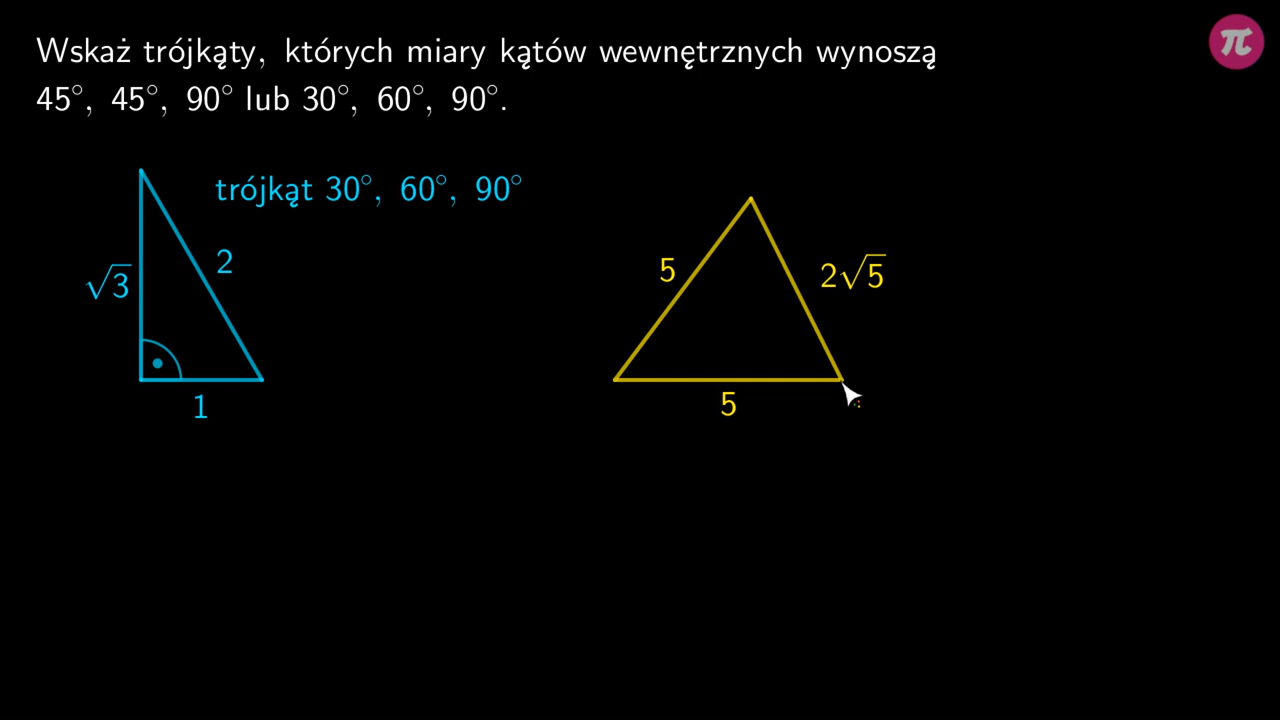 Wskaż trójkąty, których miary kątów wewnętrznych wynoszą
45°, 45°, 90° lub 30°, 60°, 90°.
trójkąt 30°, 60°, 90°
√3
2
1
5
2√5
5
π